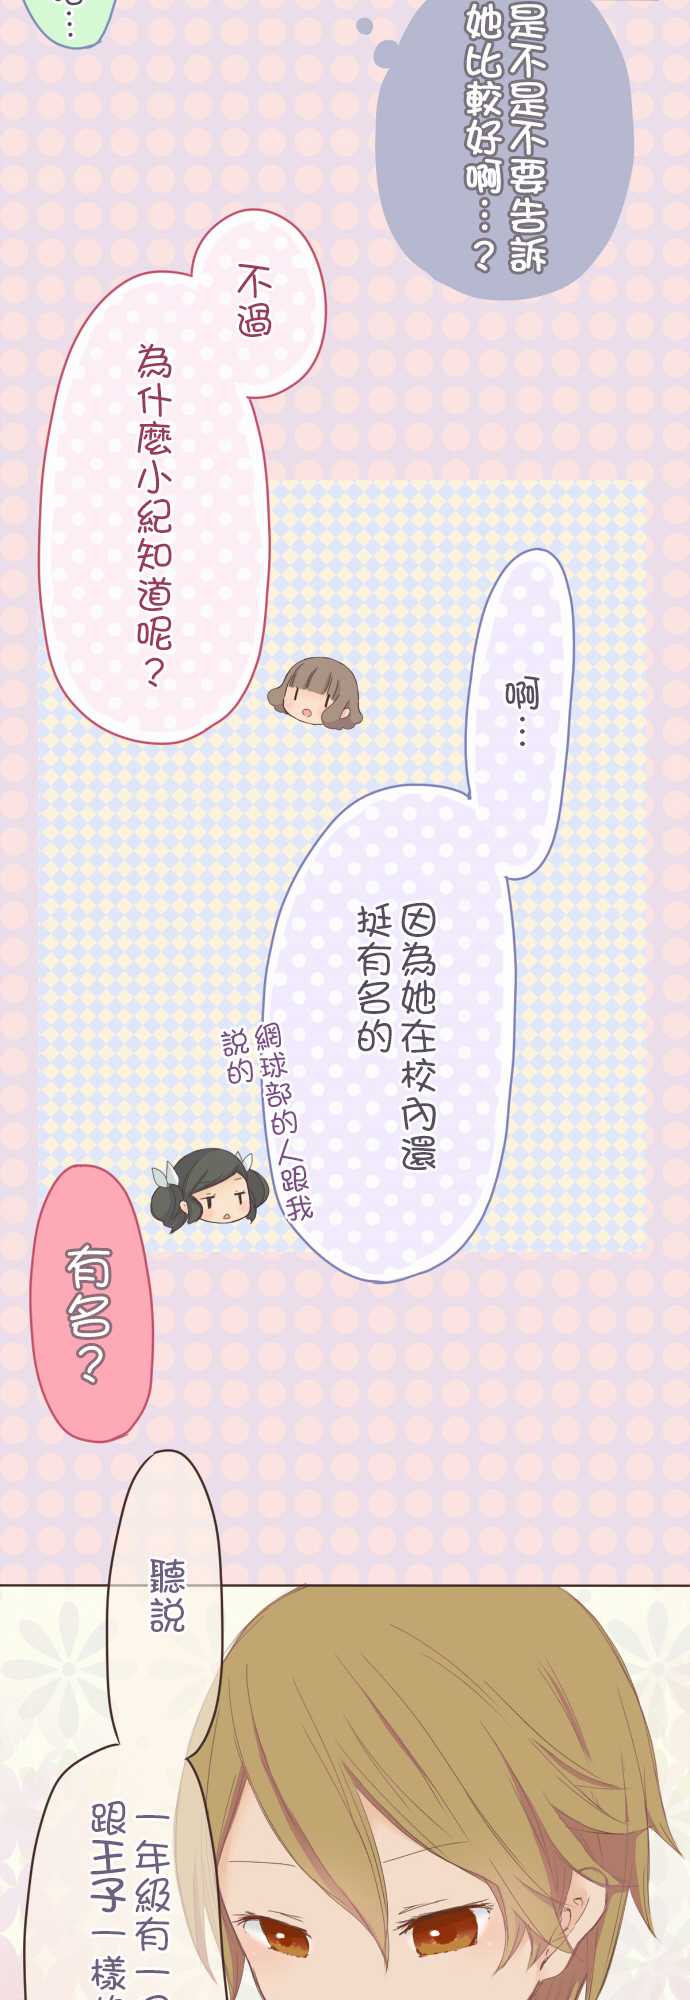 …
是不是不要告訴
她比較好啊…？
不過
為什麼小紀知道呢？
啊…
因為她在校內還
挺有名的
網球部的人跟我
說的
有名？
聽說
一年級有一
跟王子一樣